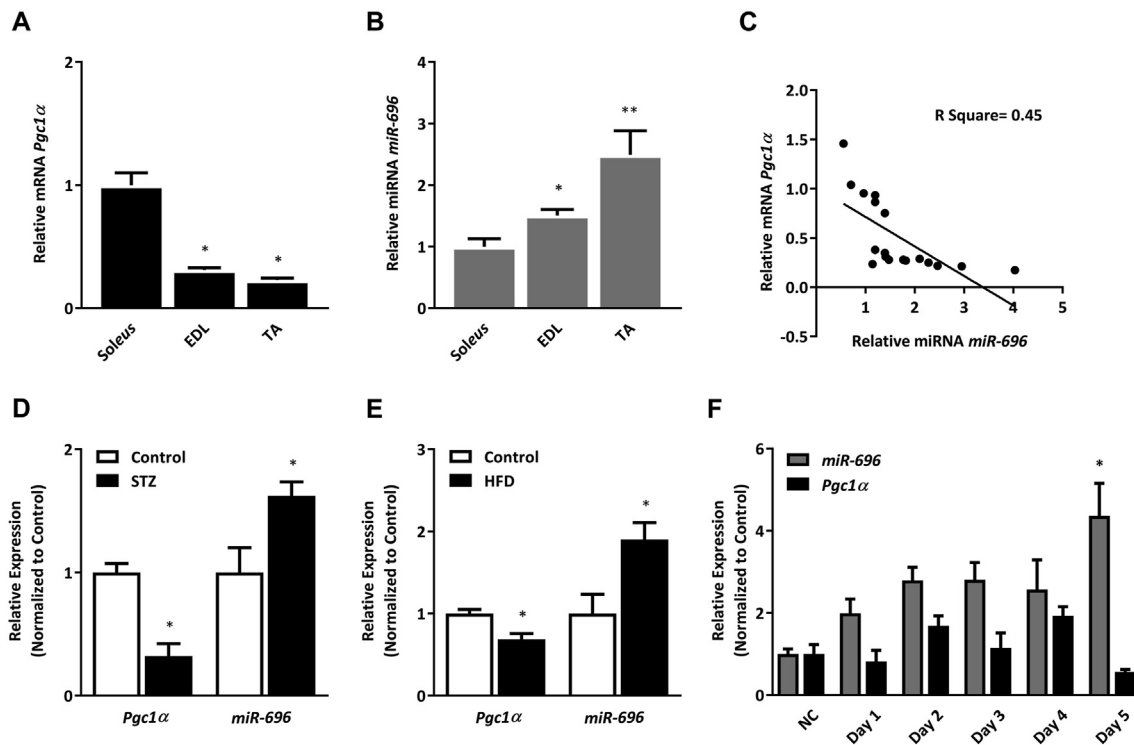 A
Relative mRNA Pgc1α
2
1
0
Soleus
EDL
TA
*
*
B
Relative miRNA miR-696
4
3
2
1
0
Soleus
EDL
TA
*
**
C
Relative mRNA Pgc1α
2.0
1.5
1.0
0.5
0.0
-0.5
R Square= 0.45
1
2
3
4
5
Relative miRNA miR-696
D
Relative Expression
(Normalized to Control)
2
1
0
Control
STZ
*
*
Pgc1α
miR-696
E
Relative Expression
(Normalized to Control)
3
2
1
0
Control
HFD
*
*
Pgc1α
miR-696
F
Relative Expression
(Normalized to Control)
6
4
2
0
miR-696
Pgc1α
*
NC
Day 1
Day 2
Day 3
Day 4
Day 5